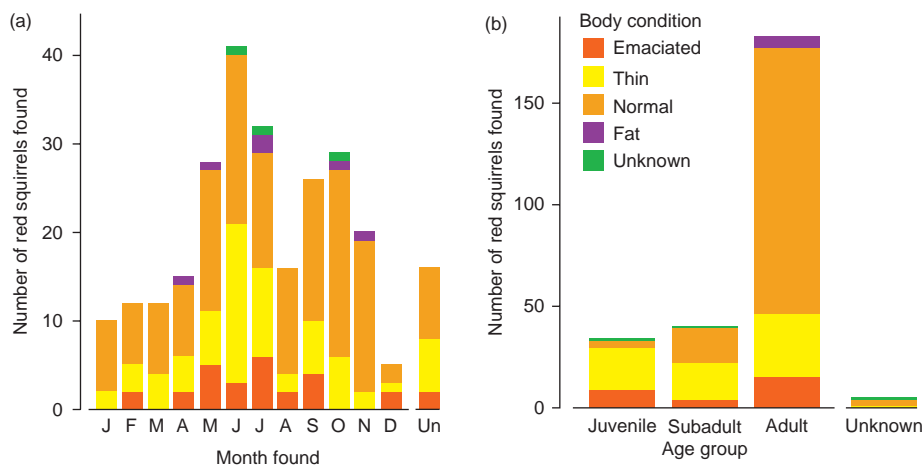 (a)
Number of red squirrels found
40
30
20
10
0
J F M A M J J A S O N D Un
Month found
(b)
Number of red squirrels found
150
100
50
0
Body condition
Emaciated
Thin
Normal
Fat
Unknown
Juvenile Subadult Adult Unknown
Age group